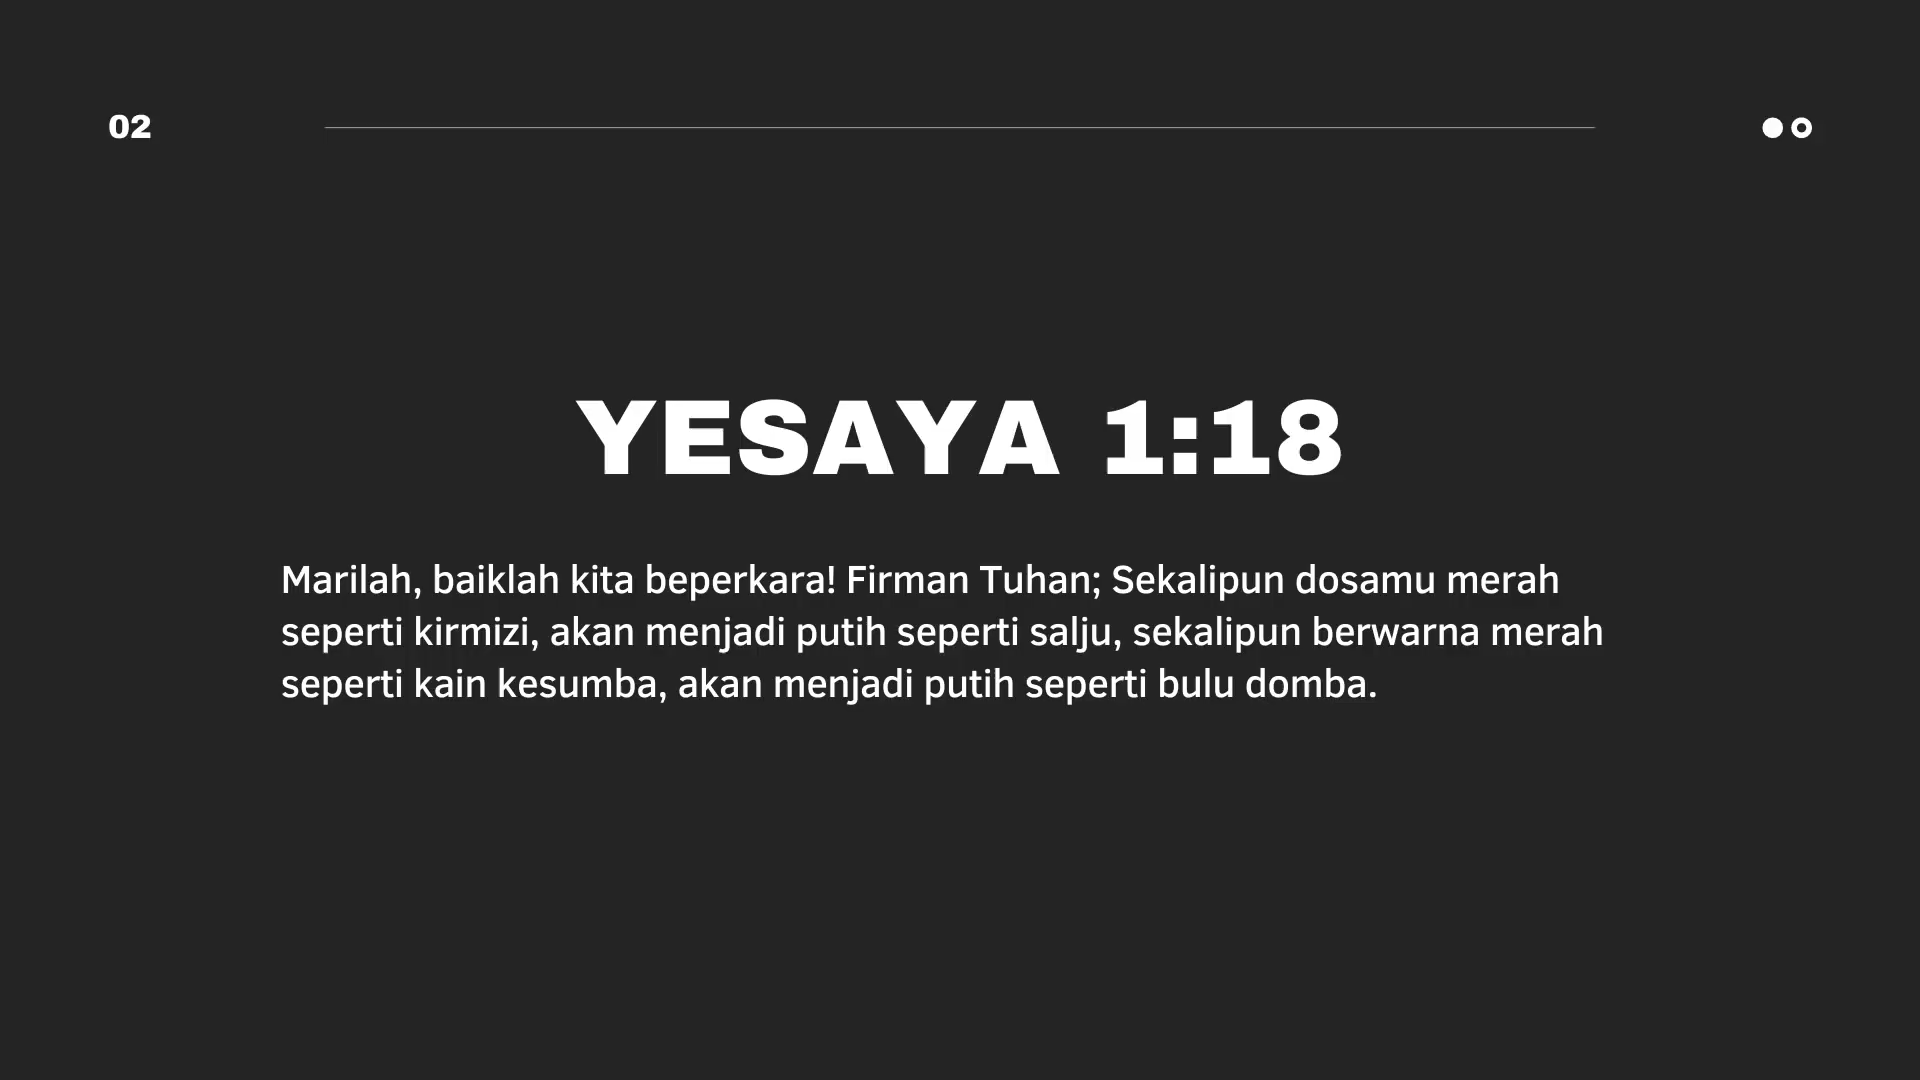 02
YESAYA 1:18
Marilah, baiklah kita beperkara! Firman Tuhan; Sekalipun dosamu merah
seperti kirmizi, akan menjadi putih seperti salju, sekalipun berwarna merah
seperti kain kesumba, akan menjadi putih seperti bulu domba.